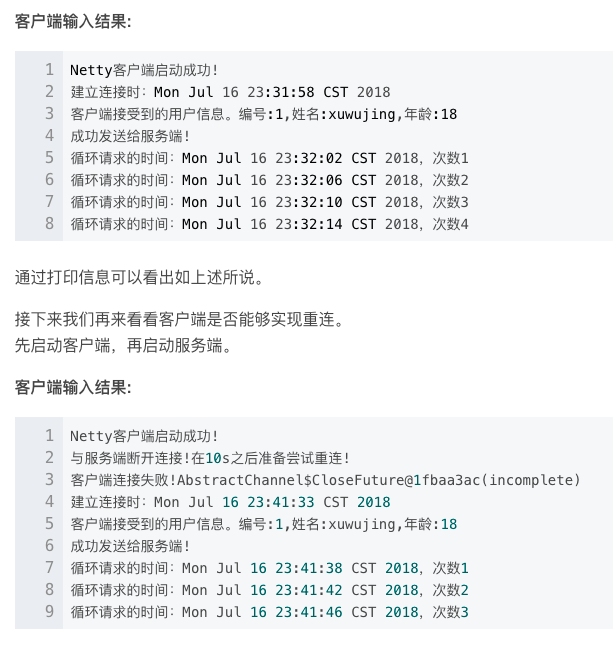 客户端输入结果:
1 Netty客户端启动成功!
2 建立连接时：Mon Jul 16 23:31:58 CST 2018
3 客户端接受到的用户信息。编号:1,姓名:xuwujing,年龄:18
4 成功发送给服务端!
5 循环请求的时间：Mon Jul 16 23:32:02 CST 2018，次数1
6 循环请求的时间：Mon Jul 16 23:32:06 CST 2018，次数2
7 循环请求的时间：Mon Jul 16 23:32:10 CST 2018，次数3
8 循环请求的时间：Mon Jul 16 23:32:14 CST 2018，次数4
通过打印信息可以看出如上述所说。
接下来我们再来看看客户端是否能够实现重连。
先启动客户端，再启动服务端。
客户端输入结果:
1 Netty客户端启动成功!
2 与服务端断开连接!在10s之后准备尝试重连!
3 客户端连接失败!AbstractChannel$CloseFuture@1fbaa3ac(incomplete)
4 建立连接时：Mon Jul 16 23:41:33 CST 2018
5 客户端接受到的用户信息。编号:1,姓名:xuwujing,年龄:18
6 成功发送给服务端!
7 循环请求的时间：Mon Jul 16 23:41:38 CST 2018，次数1
8 循环请求的时间：Mon Jul 16 23:41:42 CST 2018，次数2
9 循环请求的时间：Mon Jul 16 23:41:46 CST 2018，次数3